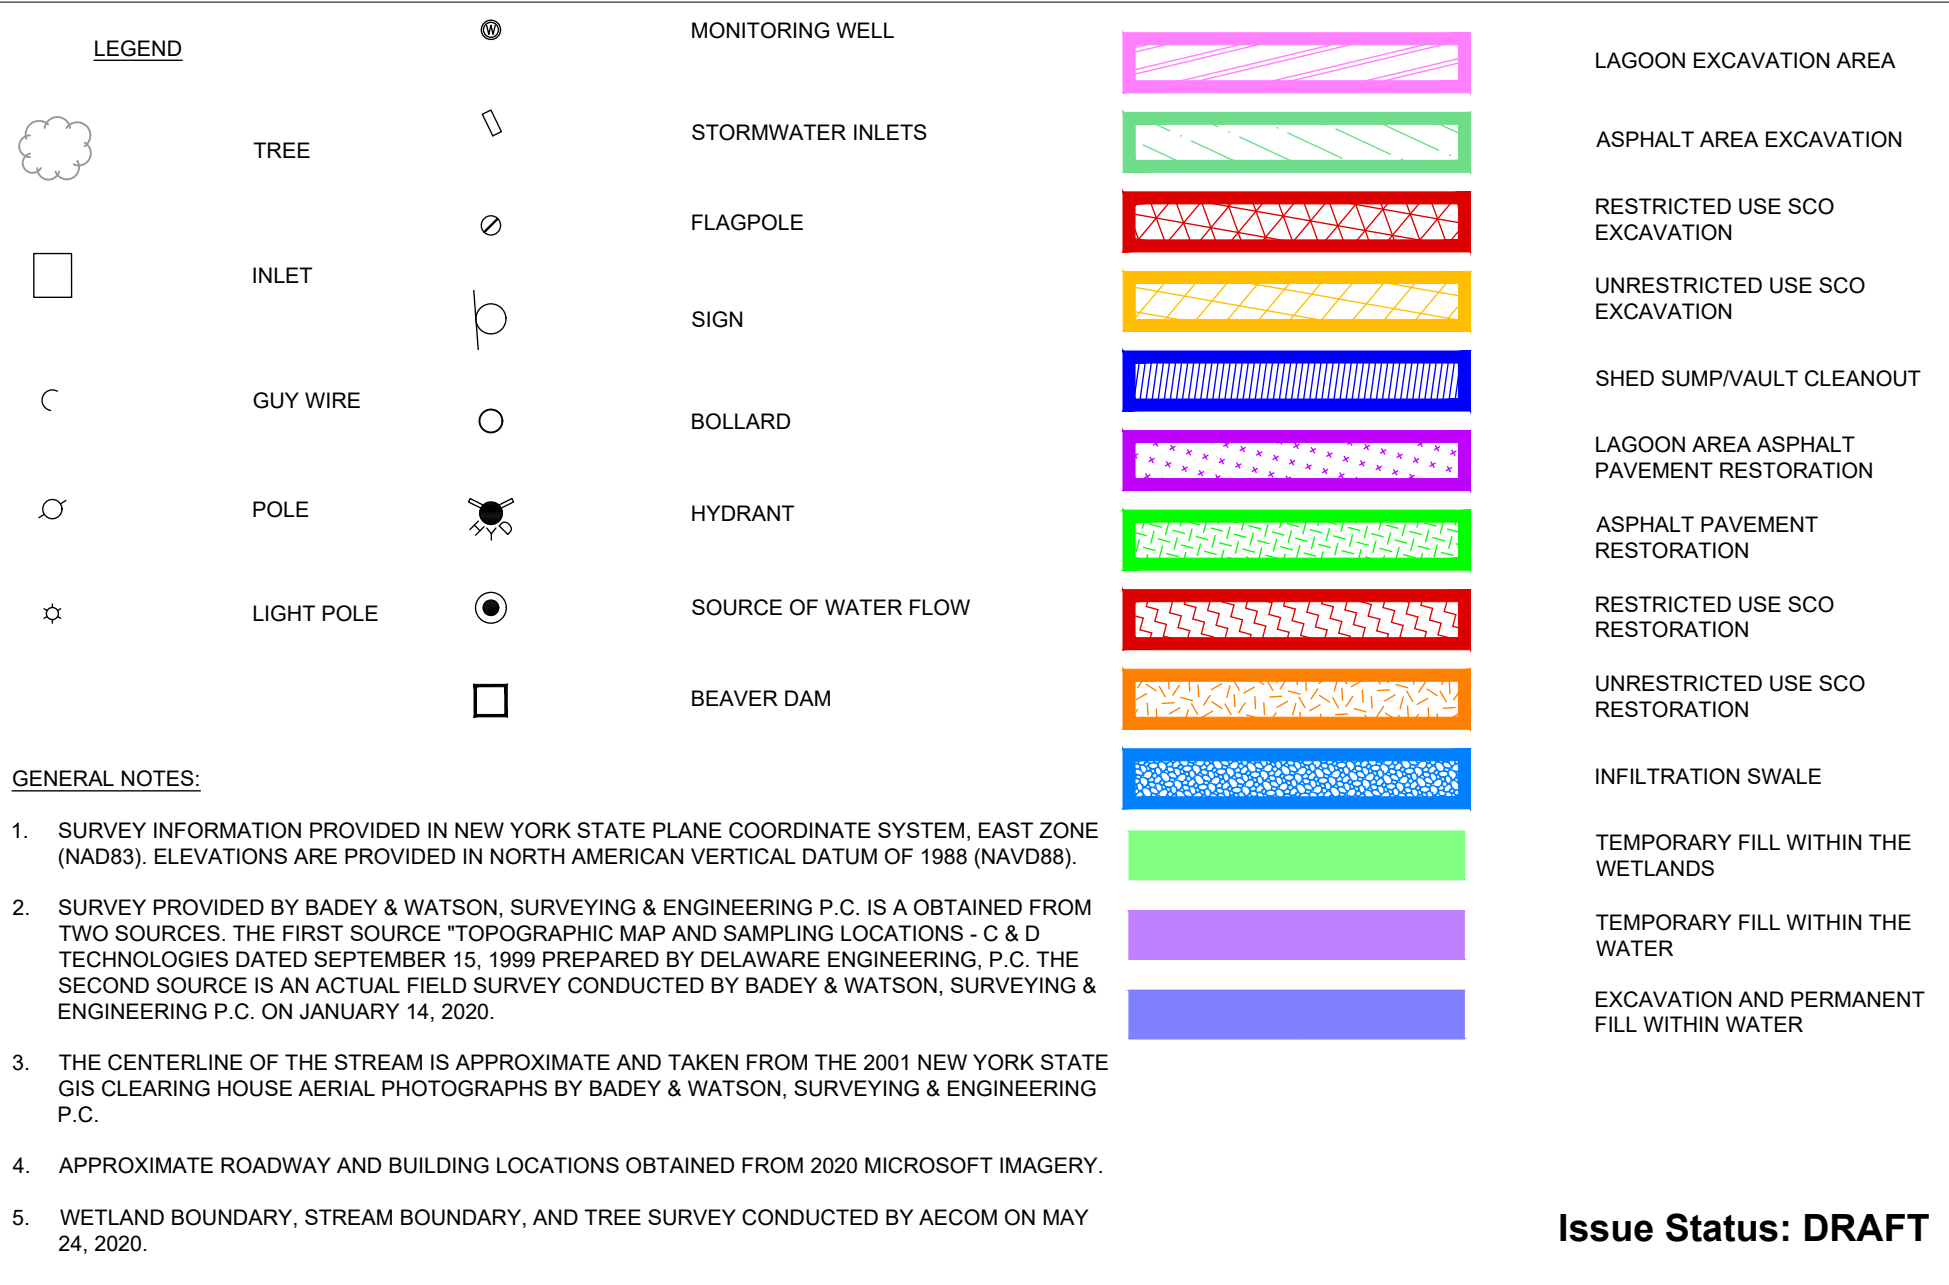 LEGEND
TREE
INLET
GUY WIRE
POLE
LIGHT POLE
W
MONITORING WELL
STORMWATER INLETS
FLAGPOLE
SIGN
BOLLARD
HYD
HYDRANT
SOURCE OF WATER FLOW
BEAVER DAM
LAGOON EXCAVATION AREA
ASPHALT AREA EXCAVATION
RESTRICTED USE SCO
EXCAVATION
UNRESTRICTED USE SCO
EXCAVATION
SHED SUMP/VAULT CLEANOUT
LAGOON AREA ASPHALT
PAVEMENT RESTORATION
ASPHALT PAVEMENT
RESTORATION
RESTRICTED USE SCO
RESTORATION
UNRESTRICTED USE SCO
RESTORATION
INFILTRATION SWALE
TEMPORARY FILL WITHIN THE
WETLANDS
TEMPORARY FILL WITHIN THE
WATER
EXCAVATION AND PERMANENT
FILL WITHIN WATER
GENERAL NOTES:
1. SURVEY INFORMATION PROVIDED IN NEW YORK STATE PLANE COORDINATE SYSTEM, EAST ZONE
(NAD83). ELEVATIONS ARE PROVIDED IN NORTH AMERICAN VERTICAL DATUM OF 1988 (NAVD88).
2. SURVEY PROVIDED BY BADEY & WATSON, SURVEYING & ENGINEERING P.C. IS A OBTAINED FROM
TWO SOURCES. THE FIRST SOURCE "TOPOGRAPHIC MAP AND SAMPLING LOCATIONS - C & D
TECHNOLOGIES DATED SEPTEMBER 15, 1999 PREPARED BY DELAWARE ENGINEERING, P.C. THE
SECOND SOURCE IS AN ACTUAL FIELD SURVEY CONDUCTED BY BADEY & WATSON, SURVEYING &
ENGINEERING P.C. ON JANUARY 14, 2020.
3. THE CENTERLINE OF THE STREAM IS APPROXIMATE AND TAKEN FROM THE 2001 NEW YORK STATE
GIS CLEARING HOUSE AERIAL PHOTOGRAPHS BY BADEY & WATSON, SURVEYING & ENGINEERING
P.C.
4. APPROXIMATE ROADWAY AND BUILDING LOCATIONS OBTAINED FROM 2020 MICROSOFT IMAGERY.
5. WETLAND BOUNDARY, STREAM BOUNDARY, AND TREE SURVEY CONDUCTED BY AECOM ON MAY
24, 2020.
Issue Status: DRAFT